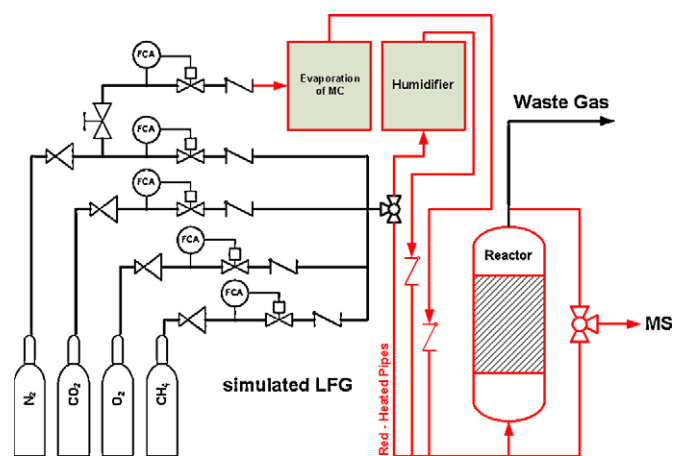 FCA
Evaporation
of MC
Humidifier
Waste Gas
FCA
FCA
FCA
Reactor
FCA
MS
simulated LFG
Red - Heated Pipes
N₂
CO₂
O₂
CH₄